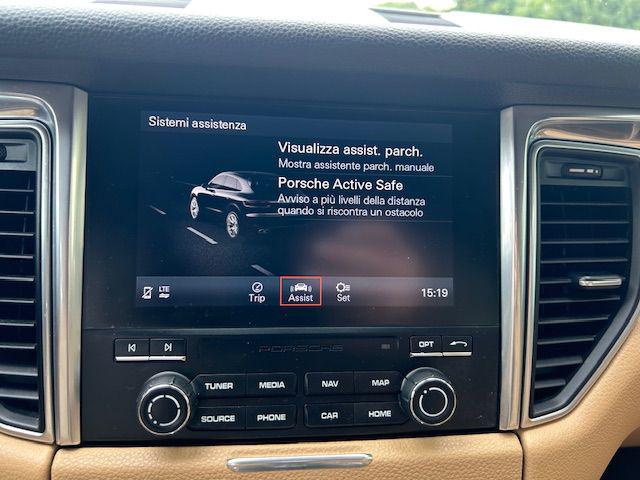 Sistemi assistenza
Visualizza assist. parch.
Mostra assistente parch. manuale
Porsche Active Safe
Avviso a più livelli della distanza
quando si riscontra un ostacolo
LTE
Trip
Assist
Set
15:19
PORSCHE
OPT
TUNER
MEDIA
NAV
MAP
SOURCE
PHONE
CAR
HOME